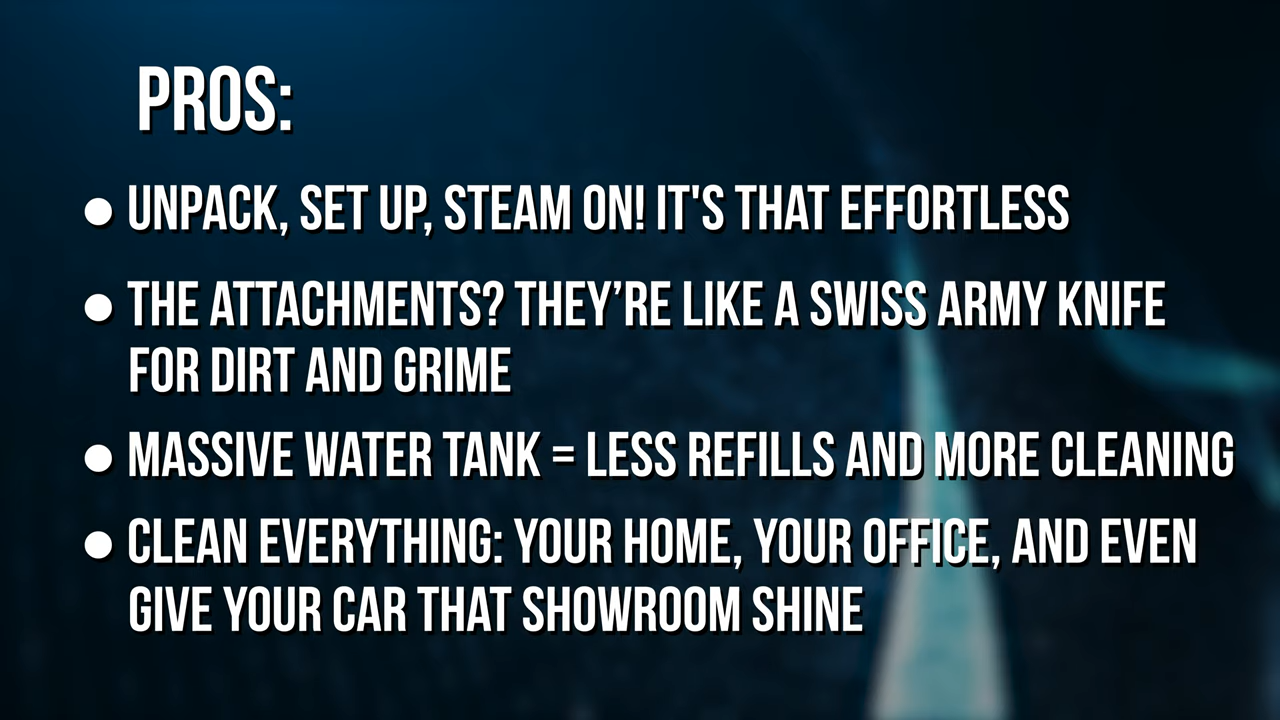 PROS:
● UNPACK, SET UP, STEAM ON! IT'S THAT EFFORTLESS
● THE ATTACHMENTS? THEY’RE LIKE A SWISS ARMY KNIFE
FOR DIRT AND GRIME
● MASSIVE WATER TANK = LESS REFILLS AND MORE CLEANING
● CLEAN EVERYTHING: YOUR HOME, YOUR OFFICE, AND EVEN
GIVE YOUR CAR THAT SHOWROOM SHINE